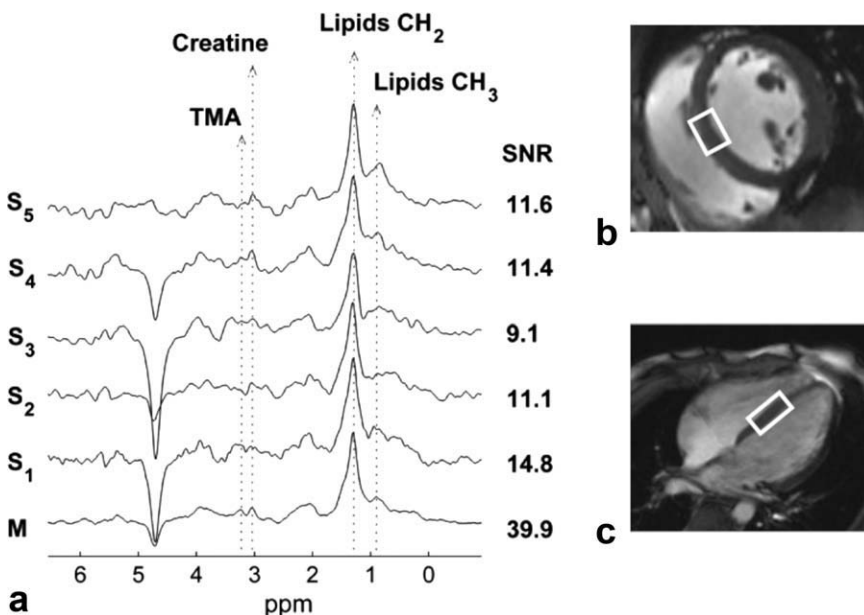 Creatine
Lipids CH₂
Lipids CH₃
TMA
SNR
S₅ 11.6
S₄ 11.4
S₃ 9.1
S₂ 11.1
S₁ 14.8
M 39.9
6 5 4 3 2 1 0
ppm
a
b
c